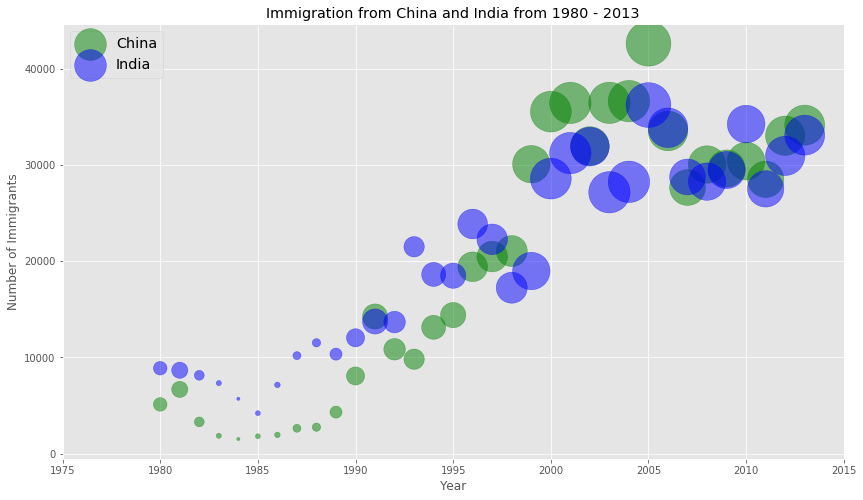 Immigration from China and India from 1980 - 2013
China
India
Number of Immigrants
40000
30000
20000
10000
0
1975 1980 1985 1990 1995 2000 2005 2010 2015
Year